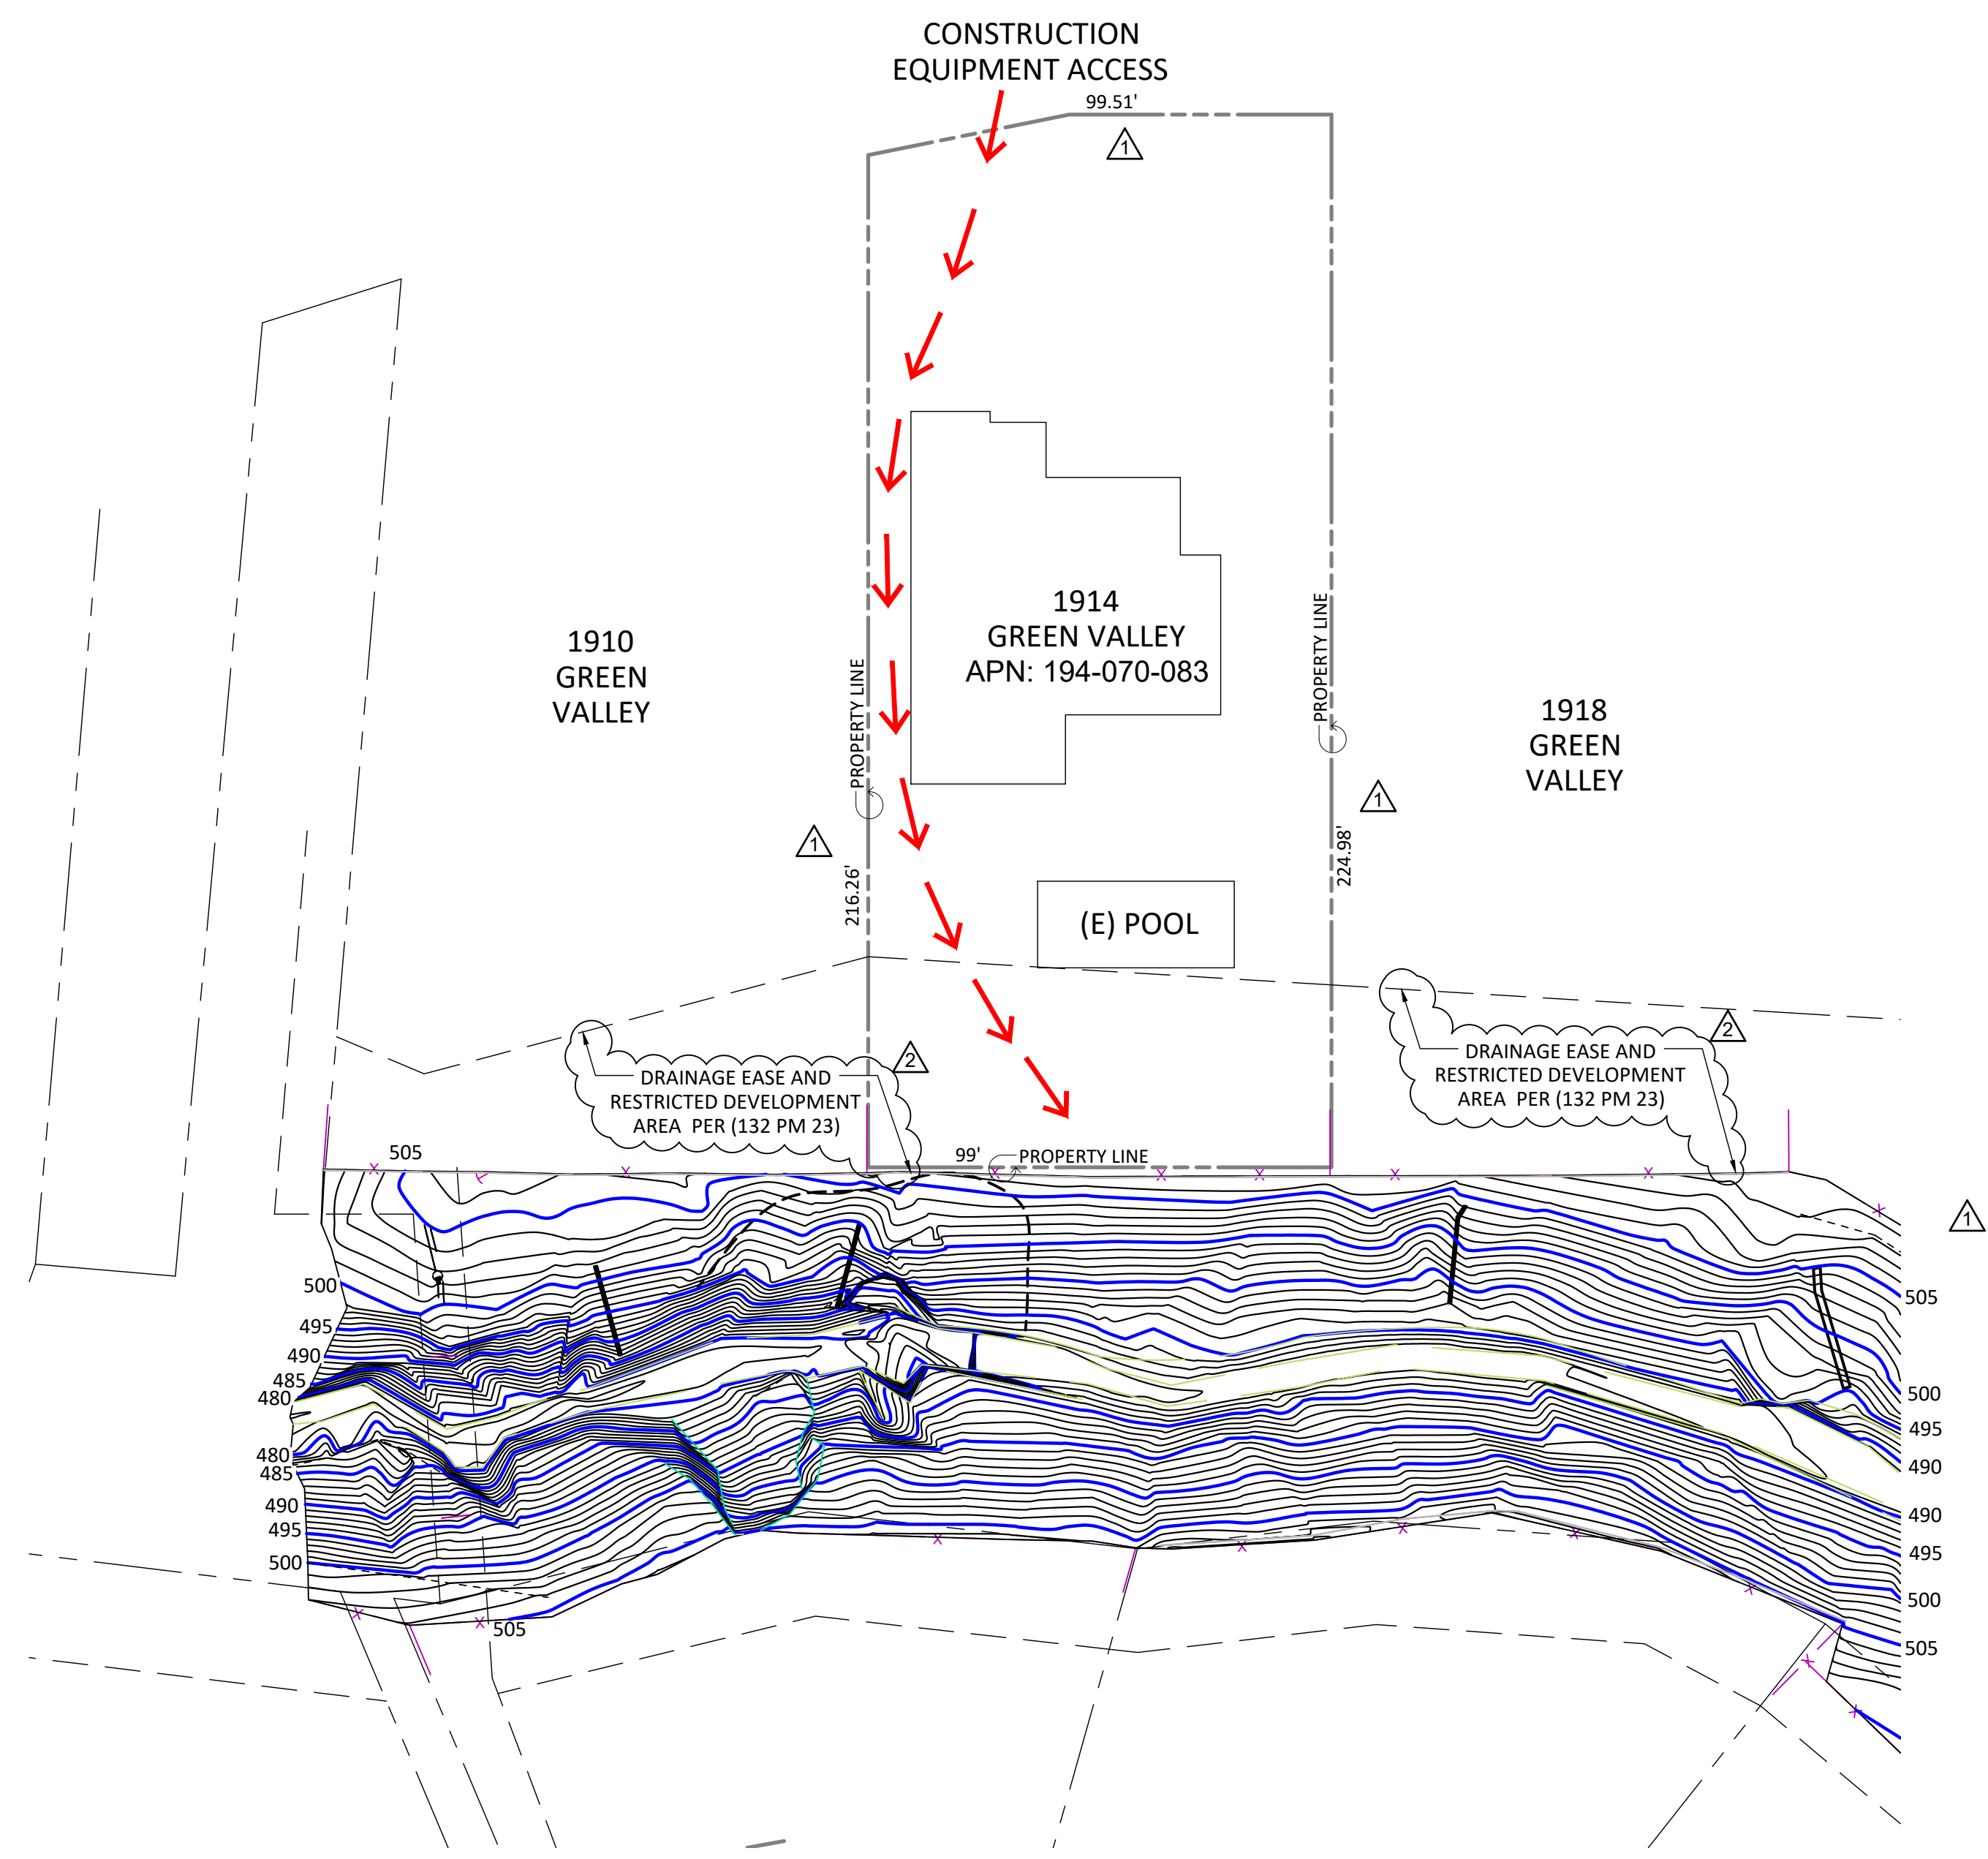 CONSTRUCTION
EQUIPMENT ACCESS
99.51'
1
1914
GREEN VALLEY
APN: 194-070-083
1910
GREEN
VALLEY
PROPERTY LINE
PROPERTY LINE
1918
GREEN
VALLEY
1
1
216.26'
224.98'
(E) POOL
2
DRAINAGE EASE AND
RESTRICTED DEVELOPMENT
AREA PER (132 PM 23)
2
DRAINAGE EASE AND
RESTRICTED DEVELOPMENT
AREA PER (132 PM 23)
505
99'
PROPERTY LINE
1
500
495
490
485
480
480
485
490
495
500
505
505
500
495
490
490
495
500
505